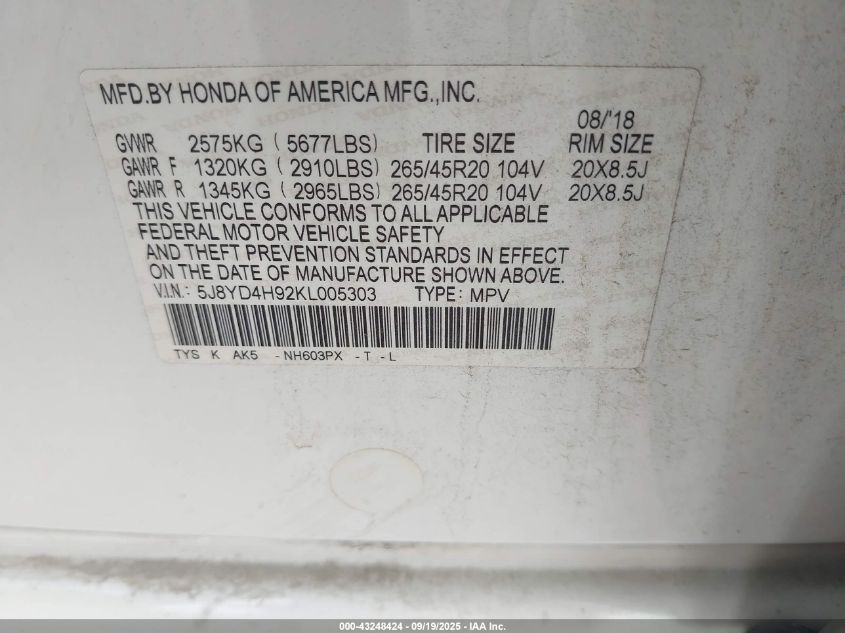 MFD.BY HONDA OF AMERICA MFG.,INC.
08/'18
GVWR 2575KG ( 5677LBS) TIRE SIZE RIM SIZE
GAWR F 1320KG ( 2910LBS) 265/45R20 104V 20X8.5J
GAWR R 1345KG ( 2965LBS) 265/45R20 104V 20X8.5J
THIS VEHICLE CONFORMS TO ALL APPLICABLE
FEDERAL MOTOR VEHICLE SAFETY
AND THEFT PREVENTION STANDARDS IN EFFECT
ON THE DATE OF MANUFACTURE SHOWN ABOVE.
V.I.N.: 5J8YD4H92KL005303 TYPE: MPV
TYS K AK5 -NH603PX -T -L
000-43248424 - 09/19/2025 - IAA Inc.